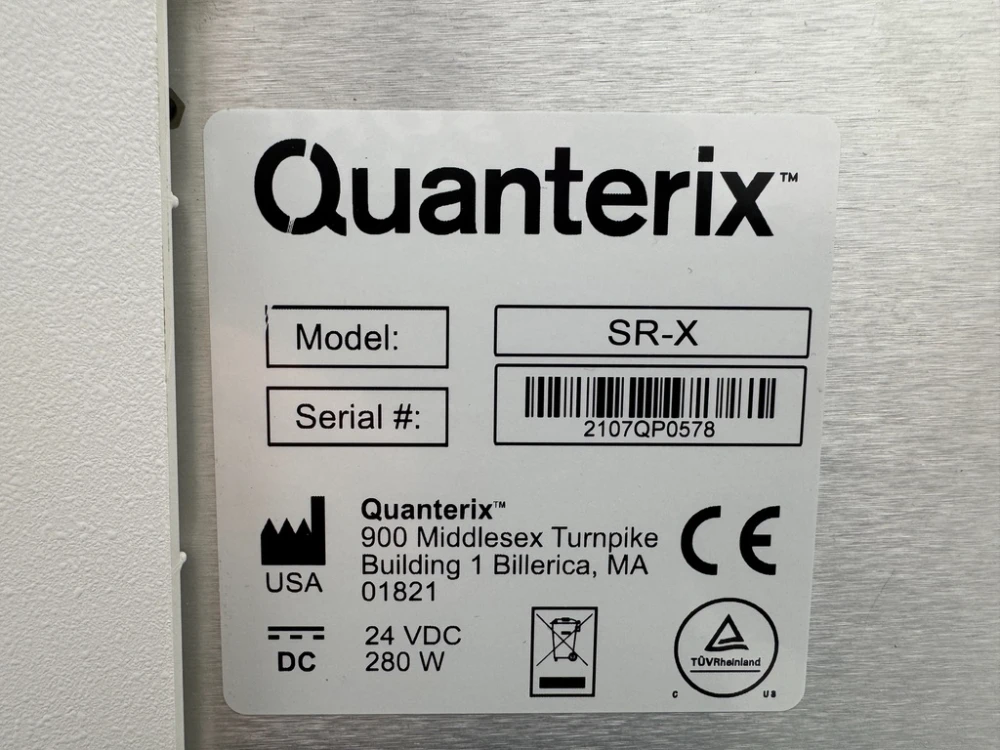 Quanterix™
Model: SR-X
Serial #: 2107QP0578
Quanterix™
900 Middlesex Turnpike
Building 1 Billerica, MA
01821
USA
CE
DC
24 VDC
280 W
TÜVRheinland
C US